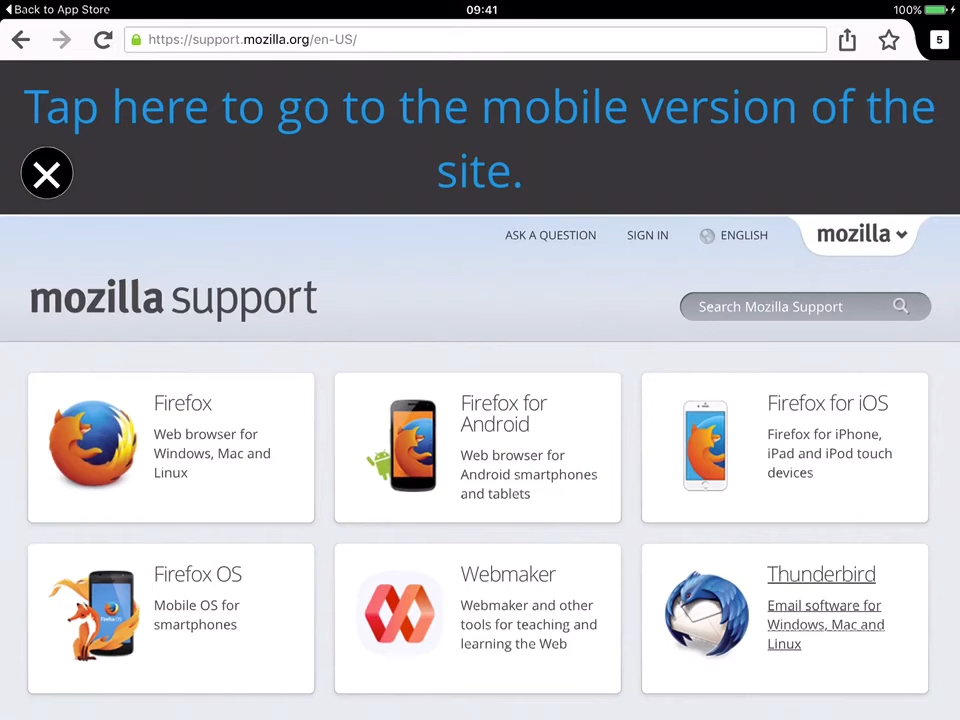 Back to App Store
09:41
100%
https://support.mozilla.org/en-US/
5
Tap here to go to the mobile version of the
site.
ASK A QUESTION
SIGN IN
ENGLISH
mozilla
mozilla support
Search Mozilla Support
Firefox
Web browser for
Windows, Mac and
Linux
Firefox for
Android
Web browser for
Android smartphones
and tablets
Firefox for iOS
Firefox for iPhone,
iPad and iPod touch
devices
Firefox OS
Mobile OS for
smartphones
Webmaker
Webmaker and other
tools for teaching and
learning the Web
Thunderbird
Email software for
Windows, Mac and
Linux